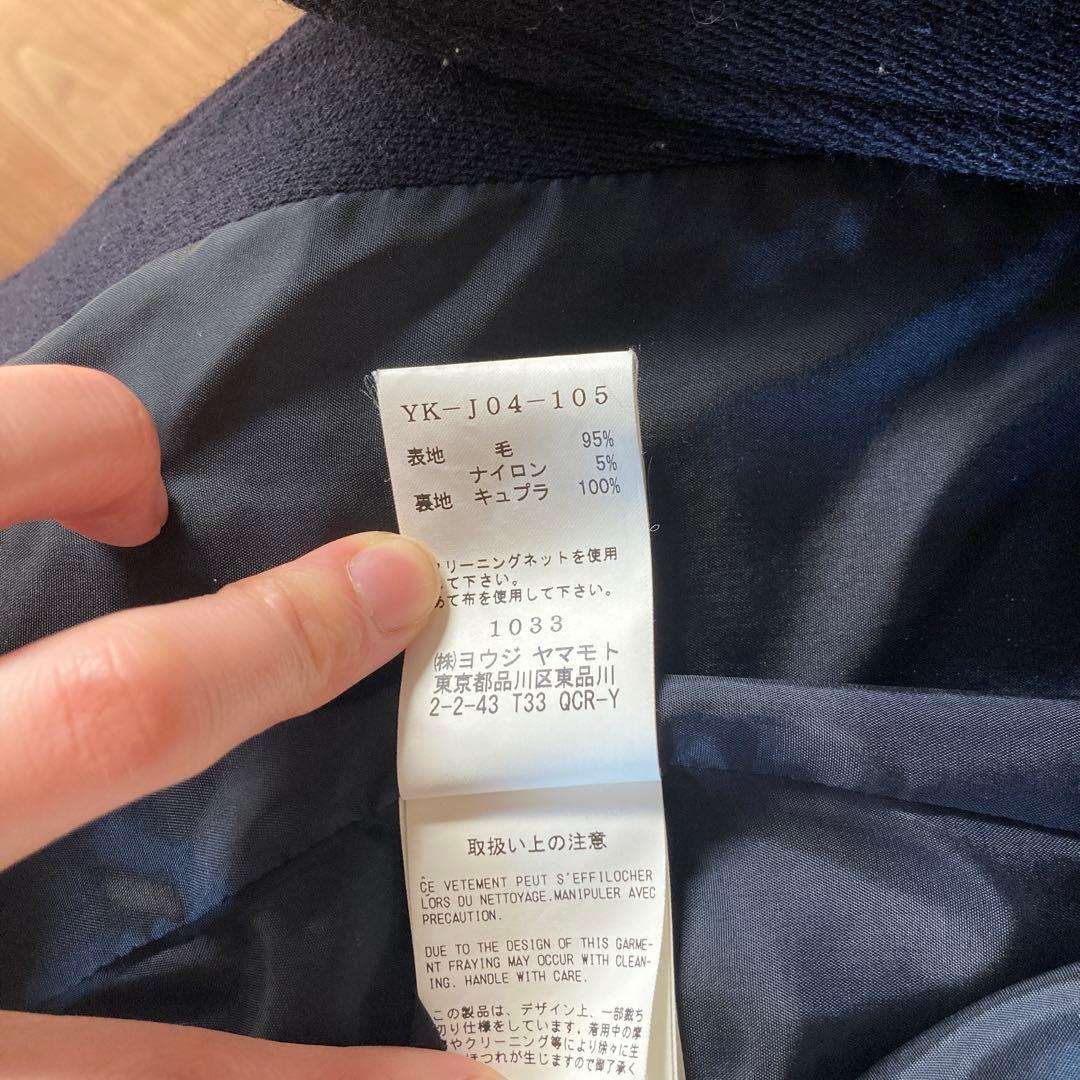 YK-J04-105
表地 毛 95%
ナイロン 5%
裏地 キュプラ 100%
リーニングネットを使用
て下さい。
て布を使用して下さい。
1033
㈱ヨウジ ヤマモト
東京都品川区東品川
2-2-43 T33 QCR-Y
取扱い上の注意
CE VETEMENT PEUT S'EFFILOCHER
LORS DU NETTOYAGE.MANIPULER AVEC
PRECAUTION.
DUE TO THE DESIGN OF THIS GARME-
NT FRAYING MAY OCCUR WITH CLEAN-
ING. HANDLE WITH CARE.
この製品は、デザイン上、一部裁ち
切り仕様をしています。着用中の摩
やクリーニング等により徐々に生
ほつれが生じますので御了承く